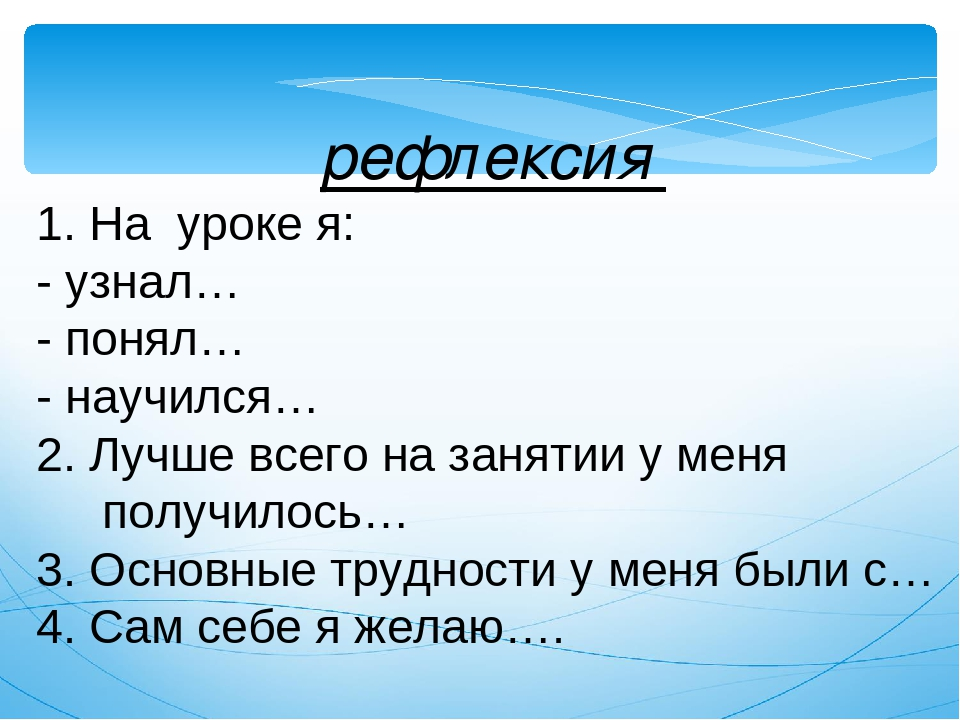 рефлексия
1. На  уроке я:
- узнал…
- понял…
- научился…
2. Лучше всего на занятии у меня
получилось…
3. Основные трудности у меня были с…
4. Сам себе я желаю….